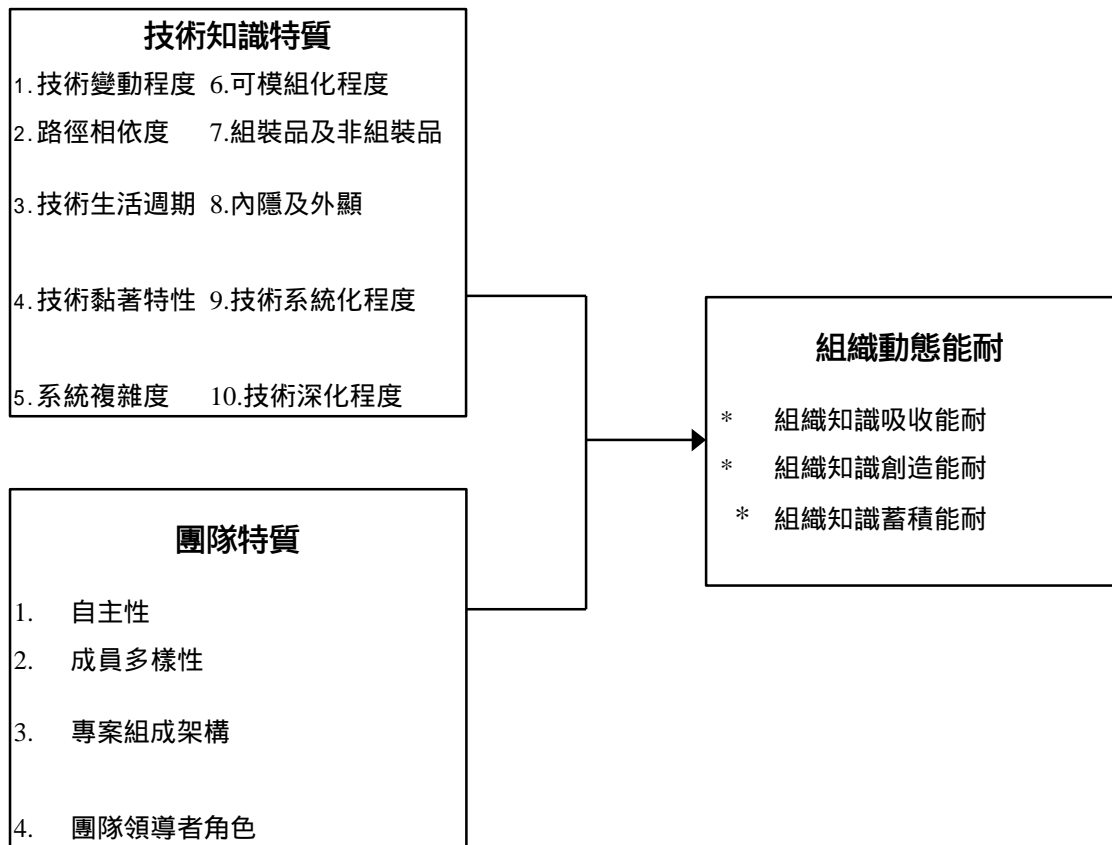 技術知識特質
1.技術變動程度 6.可模組化程度
2.路徑相依度 7.組裝品及非組裝品
3.技術生活週期 8.內隱及外顯
4.技術黏著特性 9.技術系統化程度
5.系統複雜度 10.技術深化程度
組織動態能耐
* 組織知識吸收能耐
* 組織知識創造能耐
* 組織知識蓄積能耐
團隊特質
1. 自主性
2. 成員多樣性
3. 專案組成架構
4. 團隊領導者角色